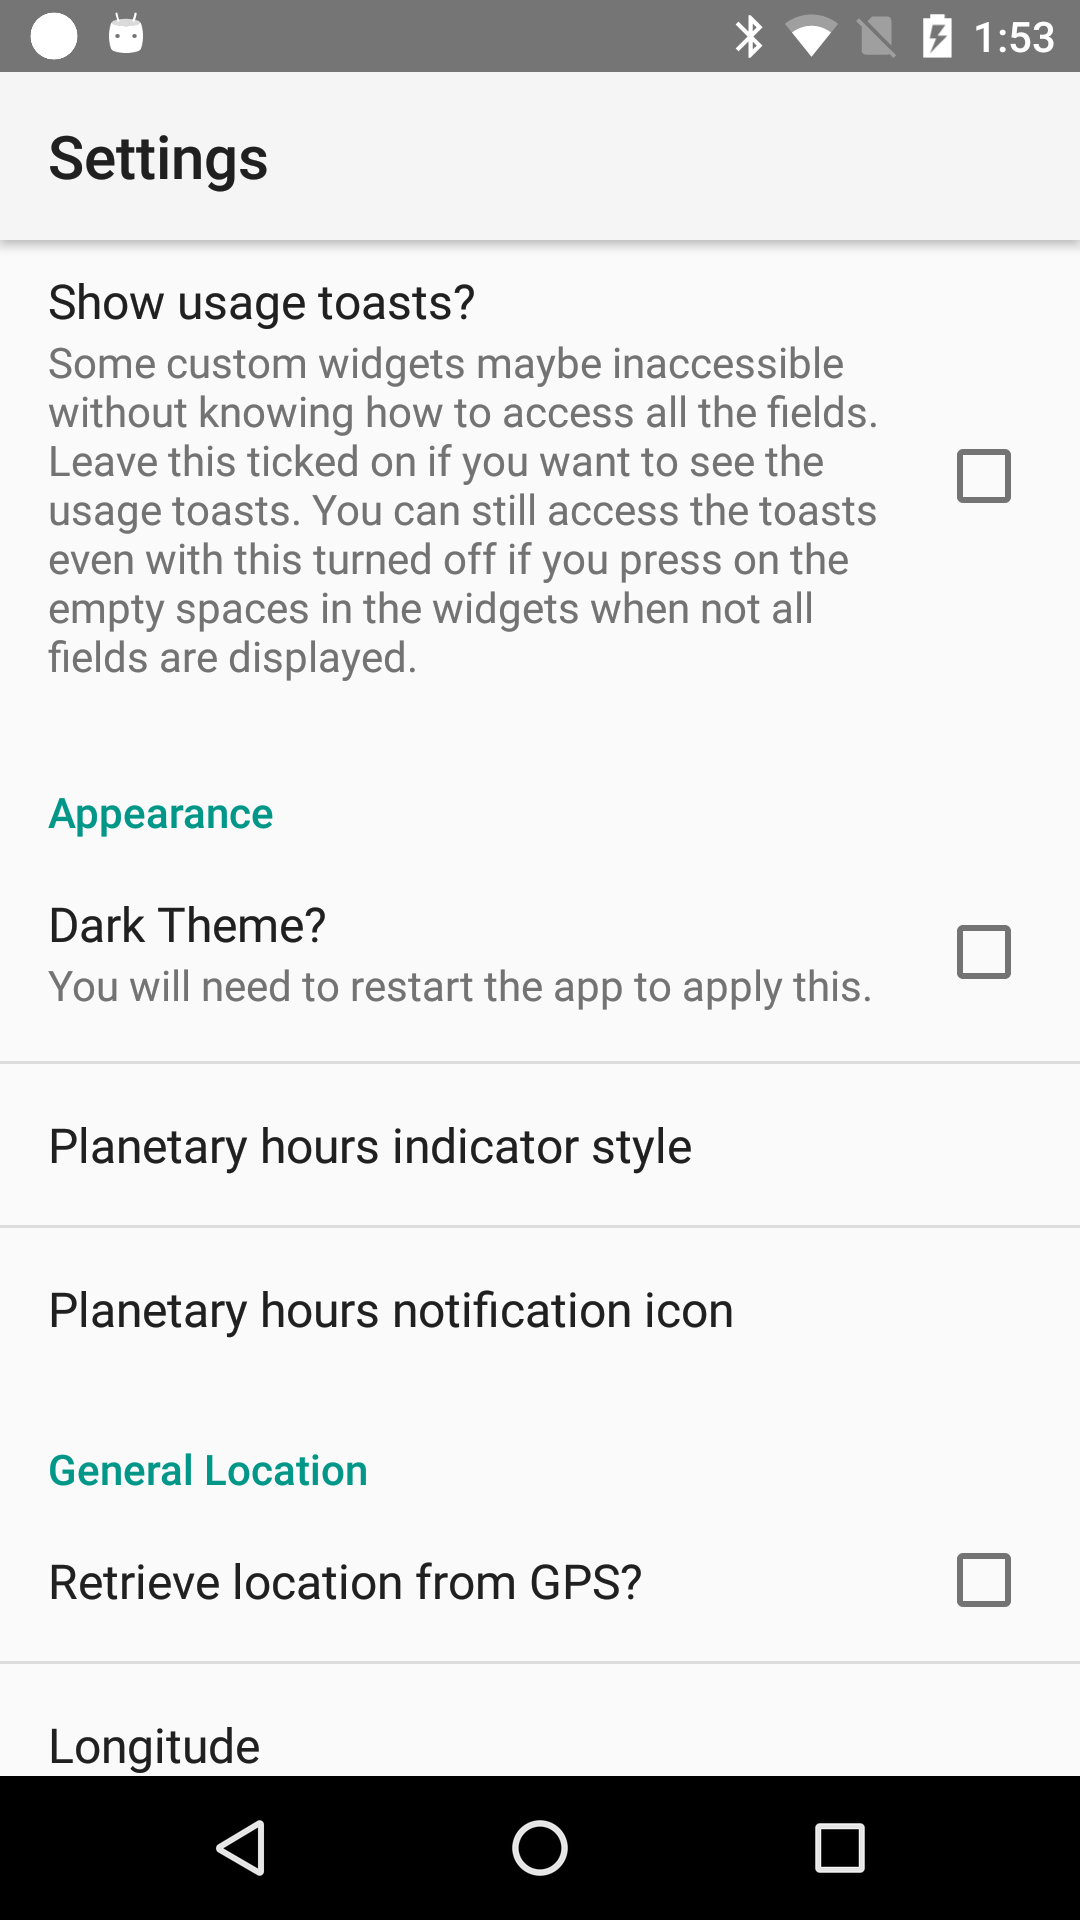 1:53
Settings
Show usage toasts?
Some custom widgets maybe inaccessible
without knowing how to access all the fields.
Leave this ticked on if you want to see the
usage toasts. You can still access the toasts
even with this turned off if you press on the
empty spaces in the widgets when not all
fields are displayed.
Appearance
Dark Theme?
You will need to restart the app to apply this.
Planetary hours indicator style
Planetary hours notification icon
General Location
Retrieve location from GPS?
Longitude